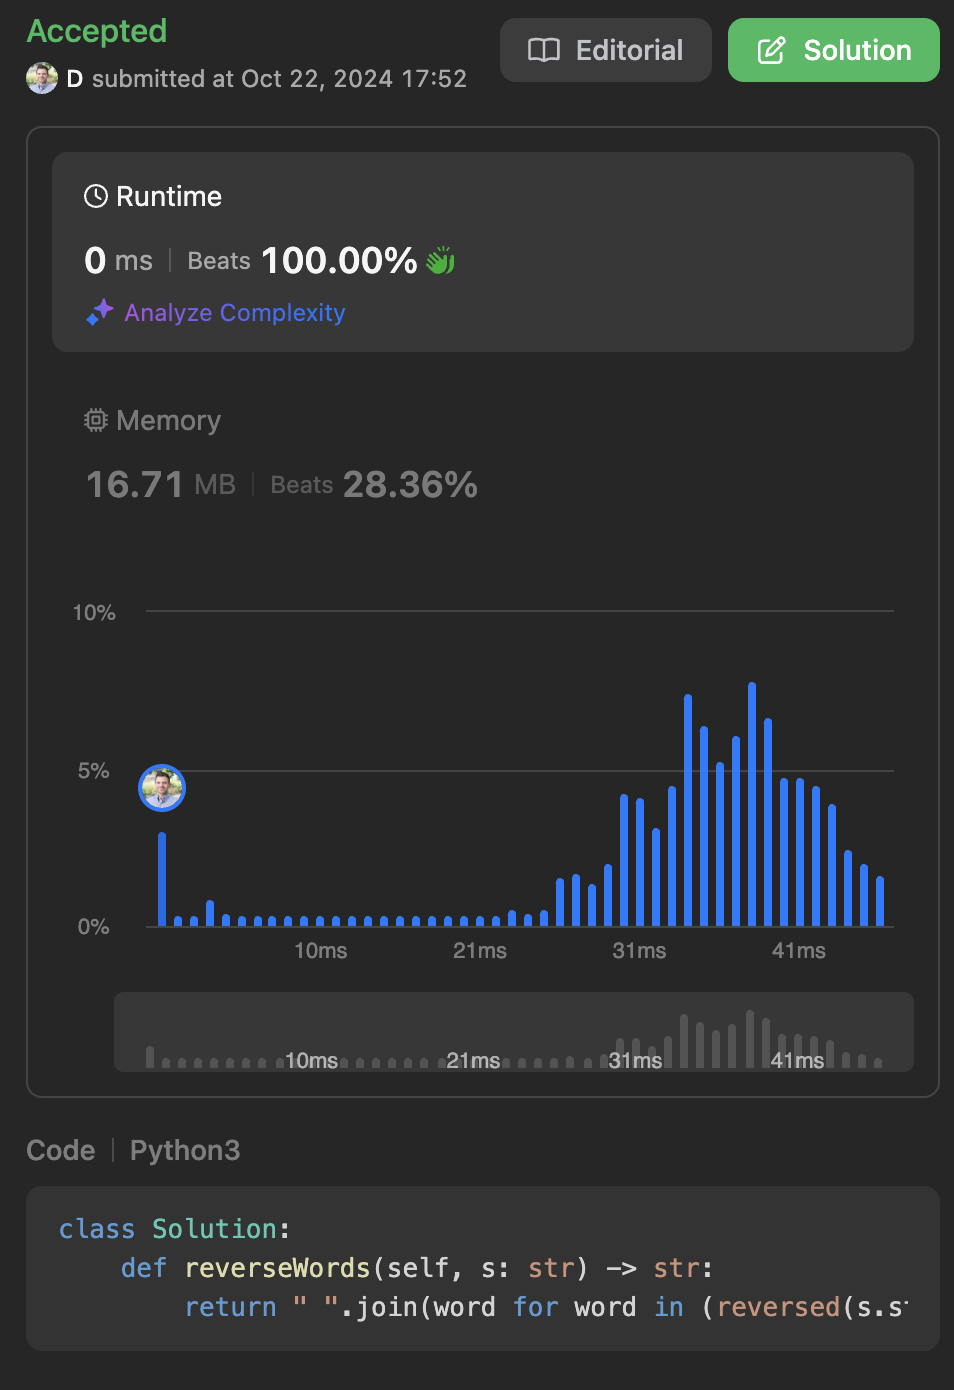 Accepted
Editorial
Solution
D submitted at Oct 22, 2024 17:52
Runtime
0 ms | Beats 100.00%
Analyze Complexity
Memory
16.71 MB | Beats 28.36%
10%
5%
0%
10ms 21ms 31ms 41ms
10ms 21ms 31ms 41ms
Code | Python3
class Solution:
    def reverseWords(self, s: str) -> str:
        return " ".join(word for word in (reversed(s.s